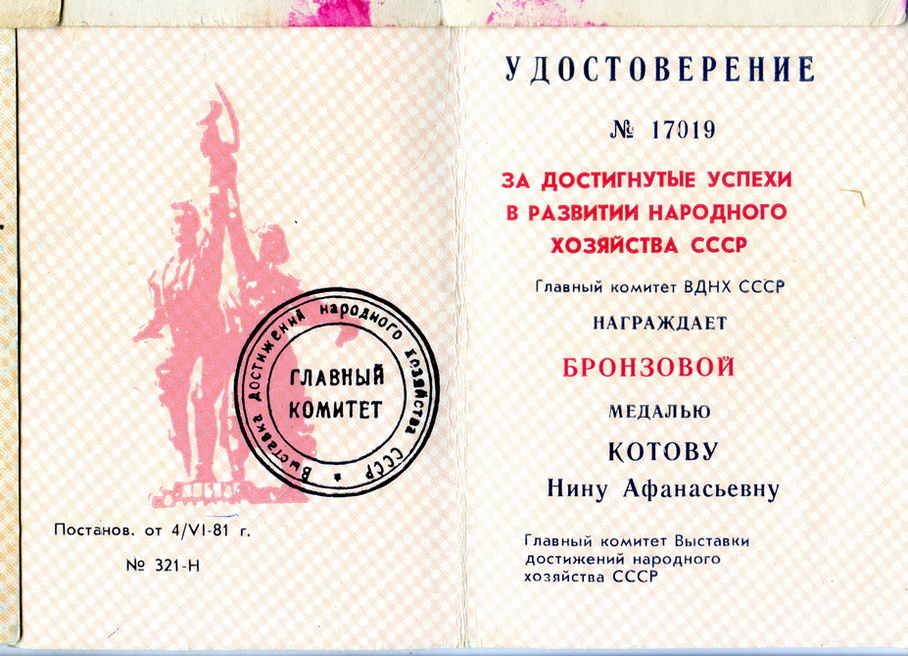 Постанов. от 4/VI-81 г.
№ 321-Н
Выставка достижений народного хозяйства СССР
ГЛАВНЫЙ
КОМИТЕТ
УДОСТОВЕРЕНИЕ
№ 17019
ЗА ДОСТИГНУТЫЕ УСПЕХИ
В РАЗВИТИИ НАРОДНОГО
ХОЗЯЙСТВА СССР
Главный комитет ВДНХ СССР
НАГРАЖДАЕТ
БРОНЗОВОЙ
МЕДАЛЬЮ
КОТОВУ
Нину Афанасьевну
Главный комитет Выставки
достижений народного
хозяйства СССР